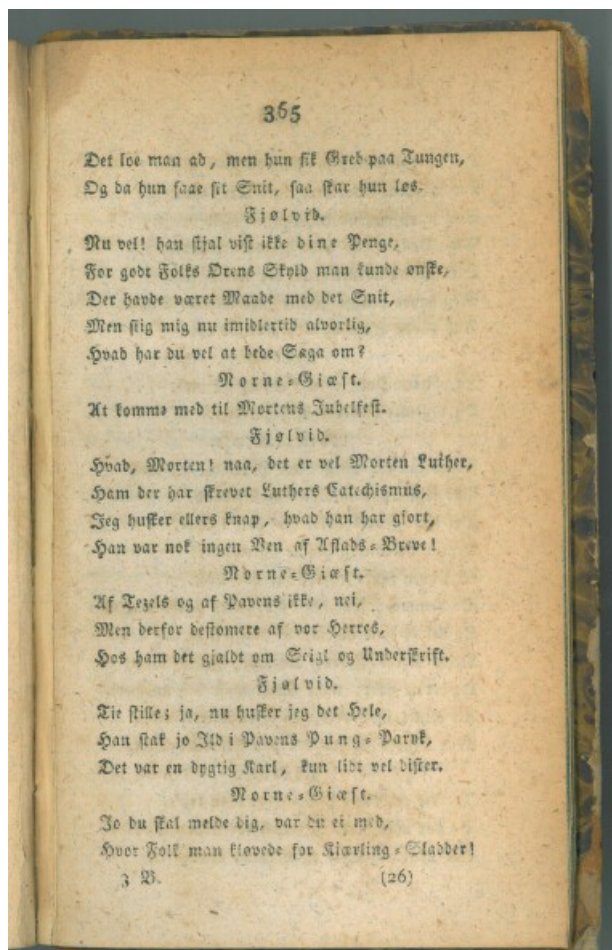 365
Det loe man ad, men hun fik Greb paa Tungen,
Og da hun saae sit Snit, saa skar hun løs.
Fjølvid.
Nu vel! han stjal vist ikke dine Penge,
For godt Folks Ørens Skyld man kunde ønske,
Der havde været Maade med det Snit,
Men siig mig nu imidlertid alvorlig,
Hvad har du vel at bede Saga om?
Norne-Giæst.
At komme med til Mortens Jubelfest.
Fjølvid.
Hvad, Morten! naa, det er vel Morten Luther,
Ham der har skrevet Luthers Catechismus,
Jeg husker ellers knap, hvad han har gjort,
Han var nok ingen Ven af Aflads-Breve!
Norne-Giæst.
Af Tezels og af Pavens ikke, nei,
Men derfor destomere af vor Herres,
Hos ham det gjaldt om Seigl og Underskrift.
Fjølvid.
Tie stille; ja, nu husker jeg det Hele,
Han stak jo Ild i Pavens Pung-Paryk,
Det var en dygtig Karl, kun lidt vel bister.
Norne-Giæst.
Jo du skal melde dig, var du ei med,
Hvor Folk man kløvede for Kiærling-Sladder!
3 B.
(26)